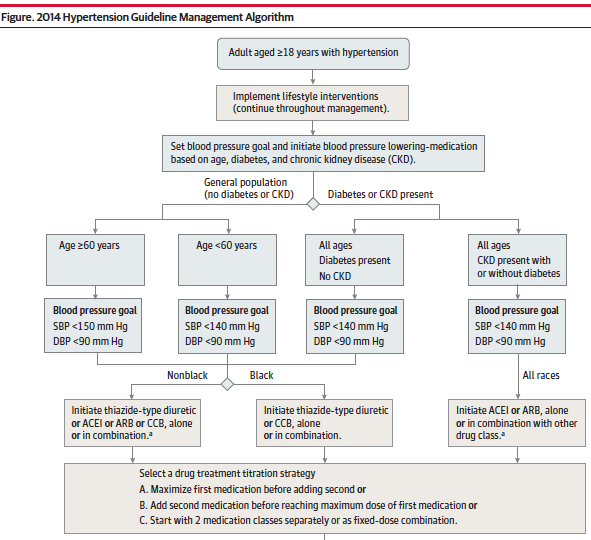 Figure. 2014 Hypertension Guideline Management Algorithm
Adult aged ≥18 years with hypertension
Implement lifestyle interventions
(continue throughout management).
Set blood pressure goal and initiate blood pressure lowering-medication
based on age, diabetes, and chronic kidney disease (CKD).
General population
(no diabetes or CKD)
Diabetes or CKD present
Age ≥60 years
Age <60 years
All ages
Diabetes present
No CKD
All ages
CKD present with
or without diabetes
Blood pressure goal
SBP <150 mm Hg
DBP <90 mm Hg
Blood pressure goal
SBP <140 mm Hg
DBP <90 mm Hg
Blood pressure goal
SBP <140 mm Hg
DBP <90 mm Hg
Blood pressure goal
SBP <140 mm Hg
DBP <90 mm Hg
Nonblack
Black
All races
Initiate thiazide-type diuretic
or ACEI or ARB or CCB, alone
or in combination.ᵃ
Initiate thiazide-type diuretic
or CCB, alone
or in combination.
Initiate ACEI or ARB, alone
or in combination with other
drug class.ᵃ
Select a drug treatment titration strategy
A. Maximize first medication before adding second or
B. Add second medication before reaching maximum dose of first medication or
C. Start with 2 medication classes separately or as fixed-dose combination.